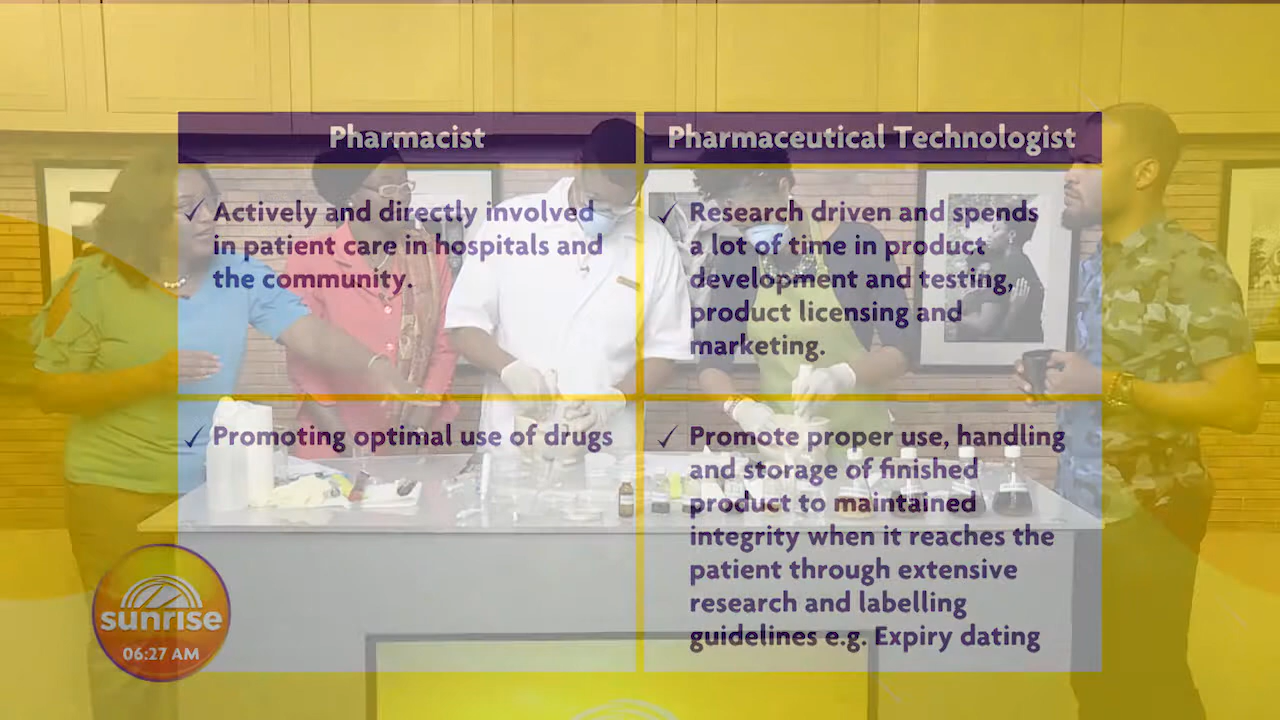 Pharmacist
✓ Actively and directly involved
in patient care in hospitals and
the community.
✓ Promoting optimal use of drugs
Pharmaceutical Technologist
✓ Research driven and spends
a lot of time in product
development and testing,
product licensing and
marketing.
✓ Promote proper use, handling
and storage of finished
product to maintained
integrity when it reaches the
patient through extensive
research and labelling
guidelines e.g. Expiry dating
sunrise
06:27 AM